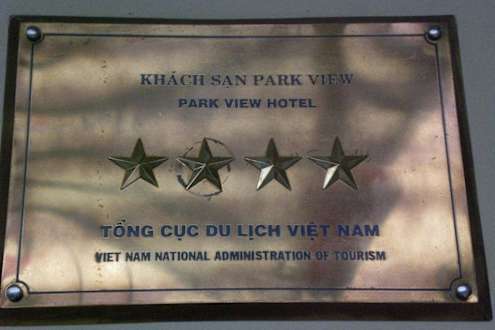 KHÁCH SẠN PARK VIEW
PARK VIEW HOTEL
TỔNG CỤC DU LỊCH VIỆT NAM
VIET NAM NATIONAL ADMINISTRATION OF TOURISM